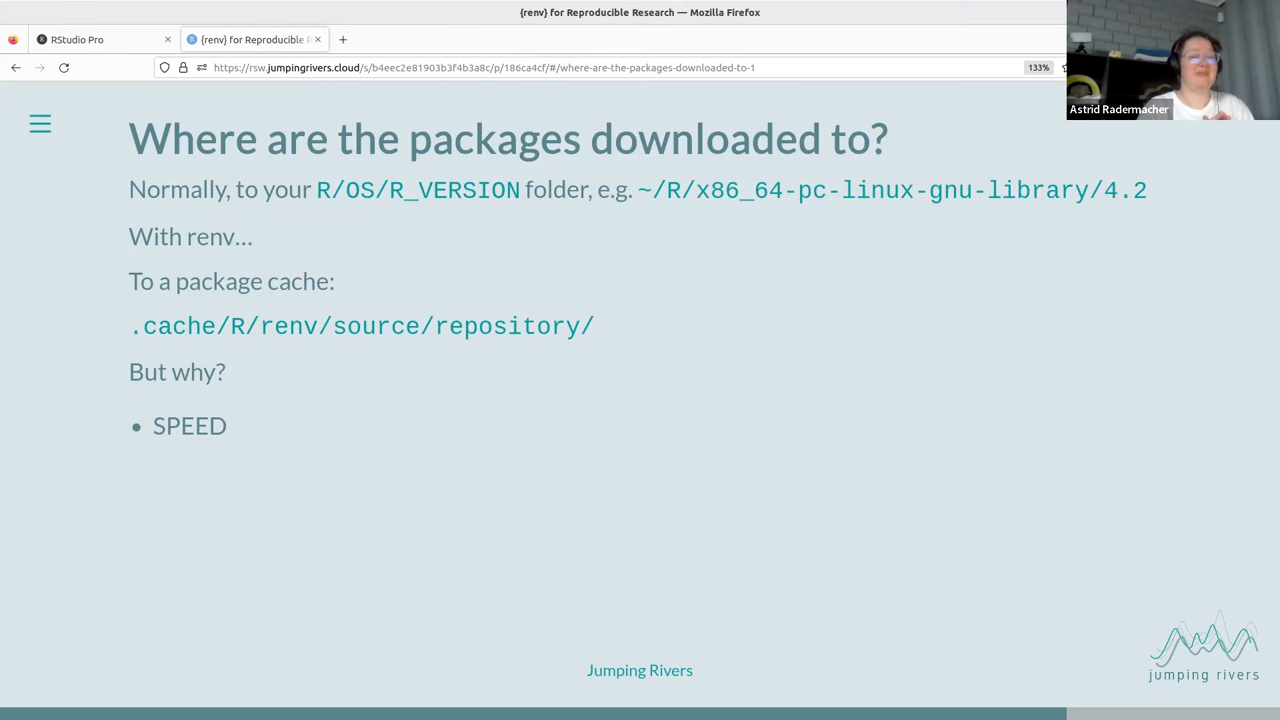 {renv} for Reproducible Research — Mozilla Firefox
RStudio Pro
{renv} for Reproducible R
https://rsw.jumpingrivers.cloud/s/54eec2e81903b3f4b3a8c/p/186ca4cf/#/where-are-the-packages-downloaded-to-1
133%
Astrid Radermacher
Where are the packages downloaded to?
Normally, to your R/OS/R_VERSION folder, e.g. ~/R/x86_64-pc-linux-gnu-library/4.2
With renv...
To a package cache:
.cache/R/renv/source/repository/
But why?
• SPEED
Jumping Rivers
jumping rivers